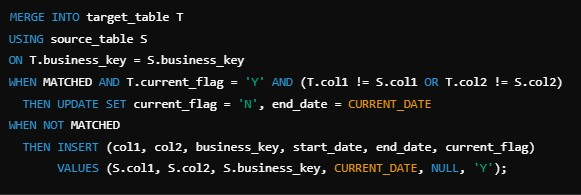 MERGE INTO target_table T
USING source_table S
ON T.business_key = S.business_key
WHEN MATCHED AND T.current_flag = 'Y' AND (T.col1 != S.col1 OR T.col2 != S.col2)
  THEN UPDATE SET current_flag = 'N', end_date = CURRENT_DATE
WHEN NOT MATCHED
  THEN INSERT (col1, col2, business_key, start_date, end_date, current_flag)
       VALUES (S.col1, S.col2, S.business_key, CURRENT_DATE, NULL, 'Y');